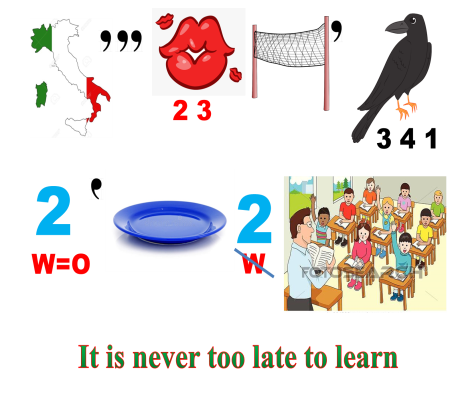 ’’’ ’
2 3
3 4 1
2 ’ 2
W=O W
It is never too late to learn